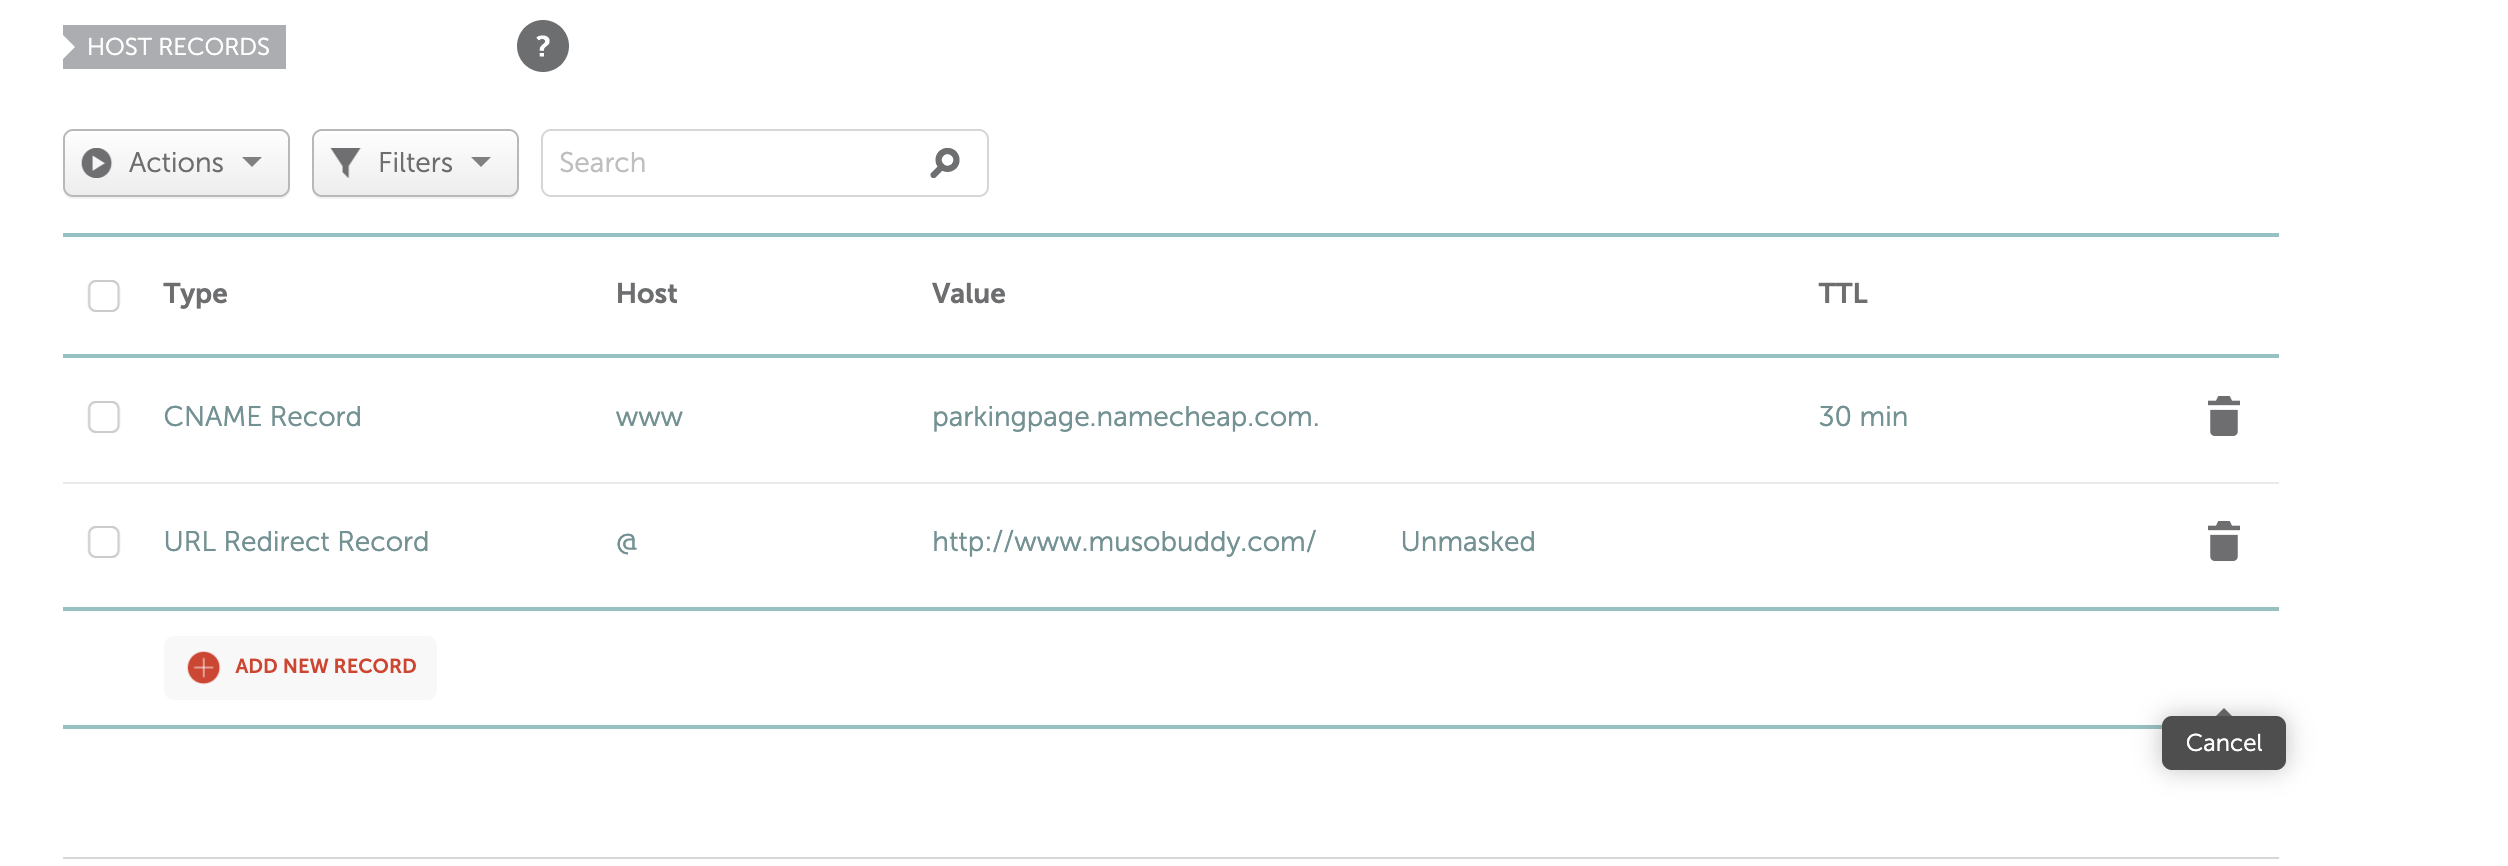 HOST RECORDS
?
Actions
Filters
Search
Type Host Value TTL
CNAME Record www parkingpage.namecheap.com. 30 min
URL Redirect Record @ http://www.musobuddy.com/ Unmasked
ADD NEW RECORD
Cancel